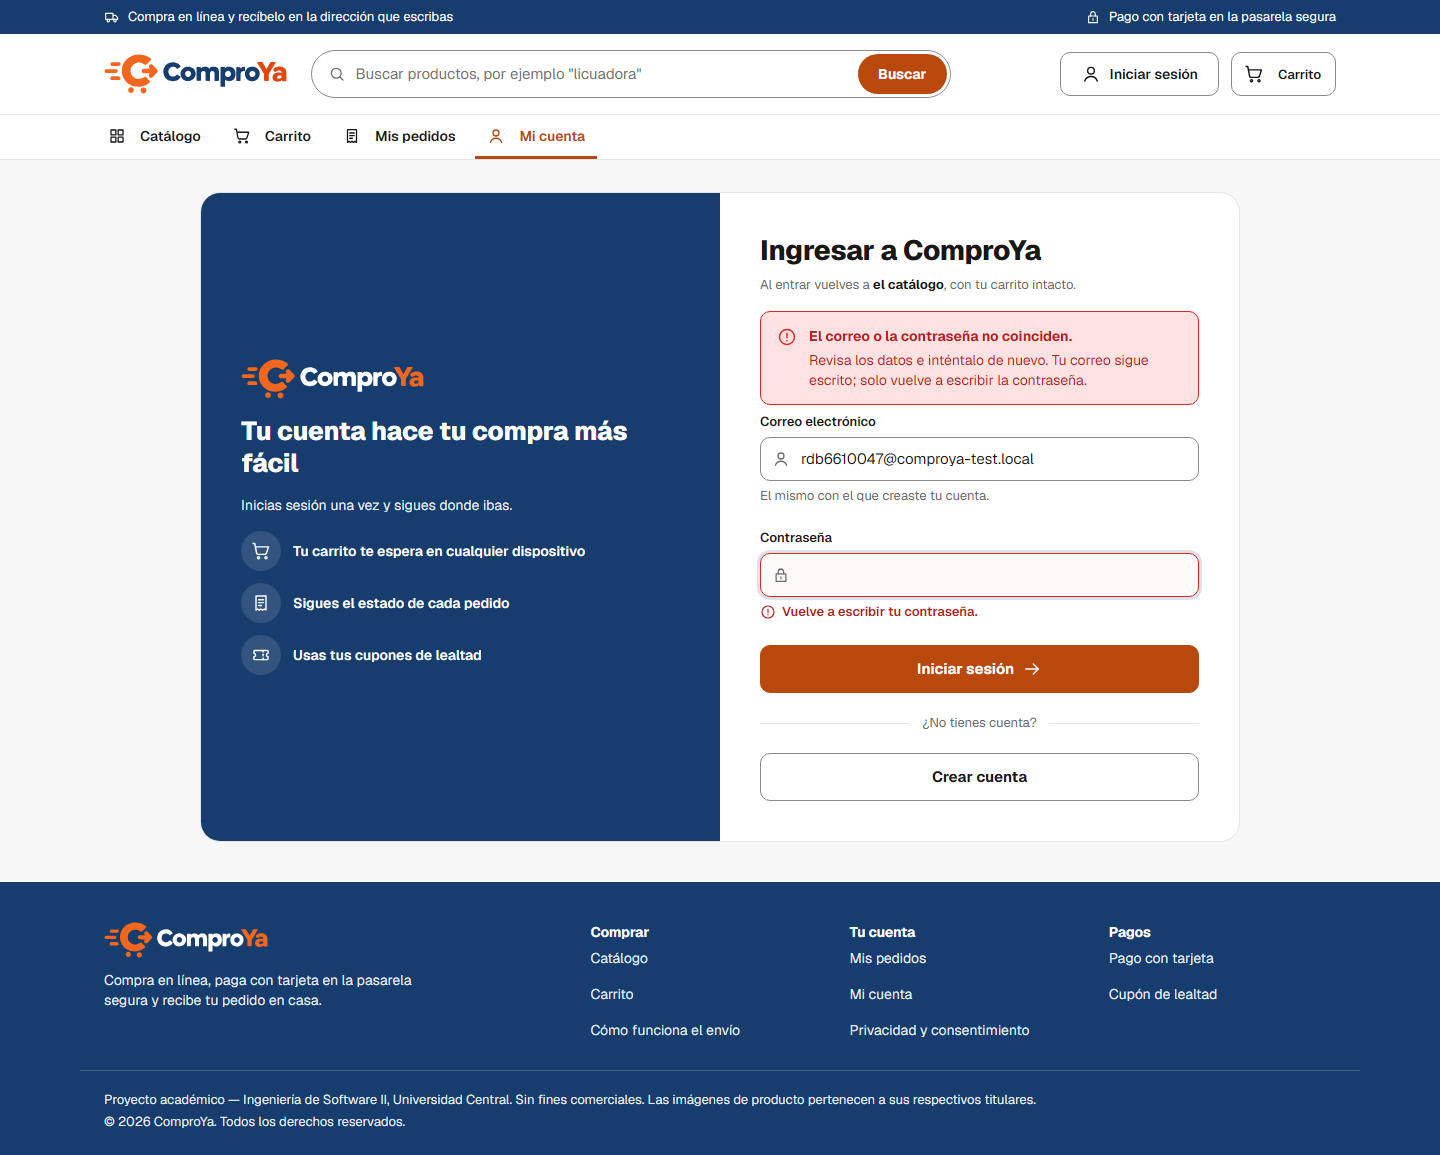 Compra en línea y recíbelo en la dirección que escribas
Pago con tarjeta en la pasarela segura
ComproYa
Buscar productos, por ejemplo "licuadora"
Buscar
Iniciar sesión
Carrito
Catálogo
Carrito
Mis pedidos
Mi cuenta
ComproYa
Tu cuenta hace tu compra más
fácil
Inicias sesión una vez y sigues donde ibas.
Tu carrito te espera en cualquier dispositivo
Sigues el estado de cada pedido
Usas tus cupones de lealtad
Ingresar a ComproYa
Al entrar vuelves a el catálogo, con tu carrito intacto.
El correo o la contraseña no coinciden.
Revisa los datos e inténtalo de nuevo. Tu correo sigue
escrito; solo vuelve a escribir la contraseña.
Correo electrónico
rdb6610047@comproya-test.local
El mismo con el que creaste tu cuenta.
Contraseña
Vuelve a escribir tu contraseña.
Iniciar sesión
¿No tienes cuenta?
Crear cuenta
ComproYa
Compra en línea, paga con tarjeta en la pasarela
segura y recibe tu pedido en casa.
Comprar
Catálogo
Carrito
Cómo funciona el envío
Tu cuenta
Mis pedidos
Mi cuenta
Privacidad y consentimiento
Pagos
Pago con tarjeta
Cupón de lealtad
Proyecto académico — Ingeniería de Software II, Universidad Central. Sin fines comerciales. Las imágenes de producto pertenecen a sus respectivos titulares.
© 2026 ComproYa. Todos los derechos reservados.